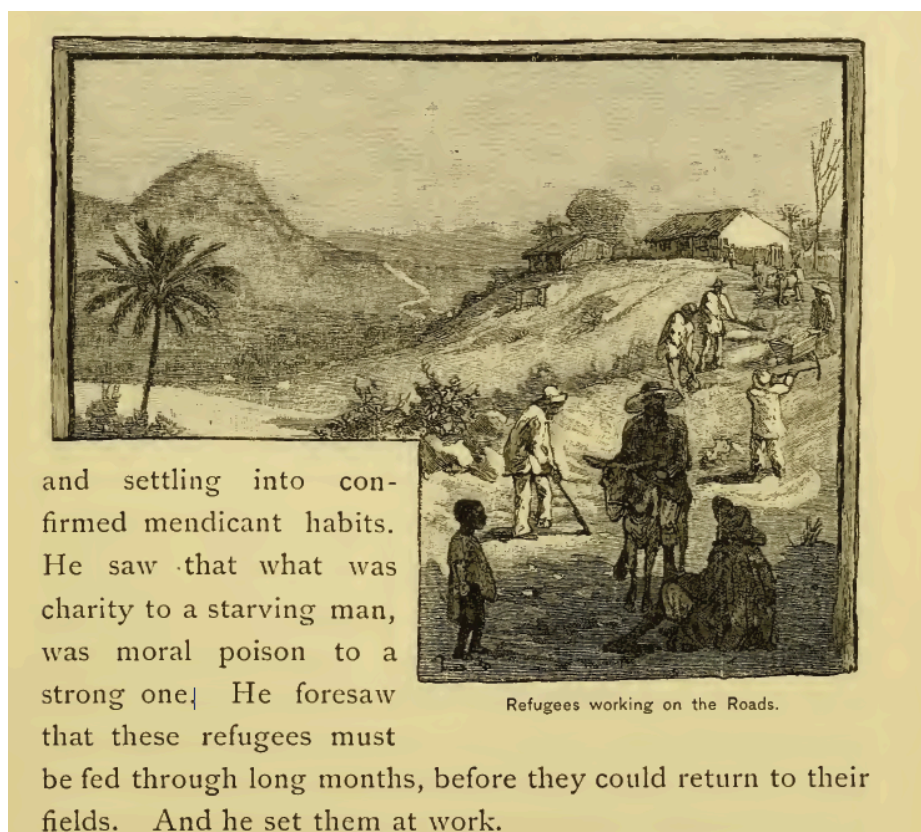 and settling into con-
firmed mendicant habits.
He saw that what was
charity to a starving man,
was moral poison to a
strong one. He foresaw
that these refugees must
Refugees working on the Roads.
be fed through long months, before they could return to their
fields. And he set them at work.